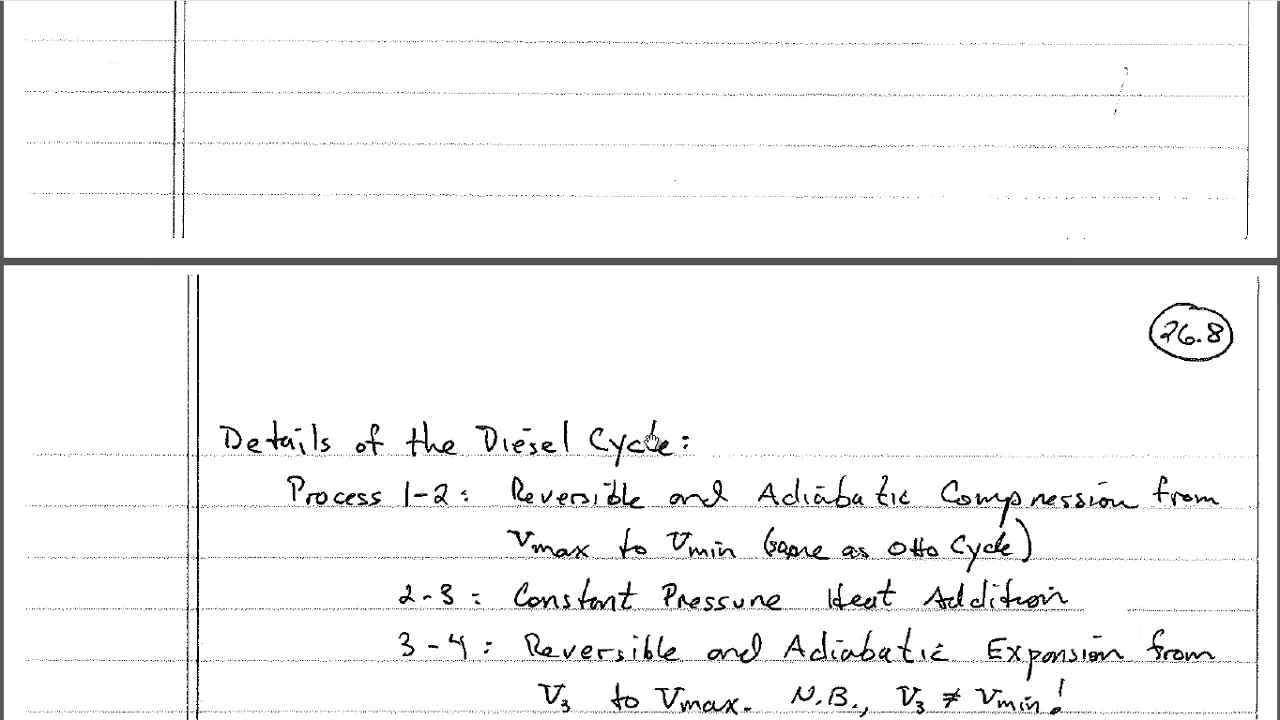 26.8
Details of the Diesel Cycle:
Process 1-2: Reversible and Adiabatic Compression from
Vmax to Vmin (same as Otto Cycle)
2-3: Constant Pressure Heat Addition
3-4: Reversible and Adiabatic Expansion from
V3 to Vmax. N.B., V3 ≠ Vmin!